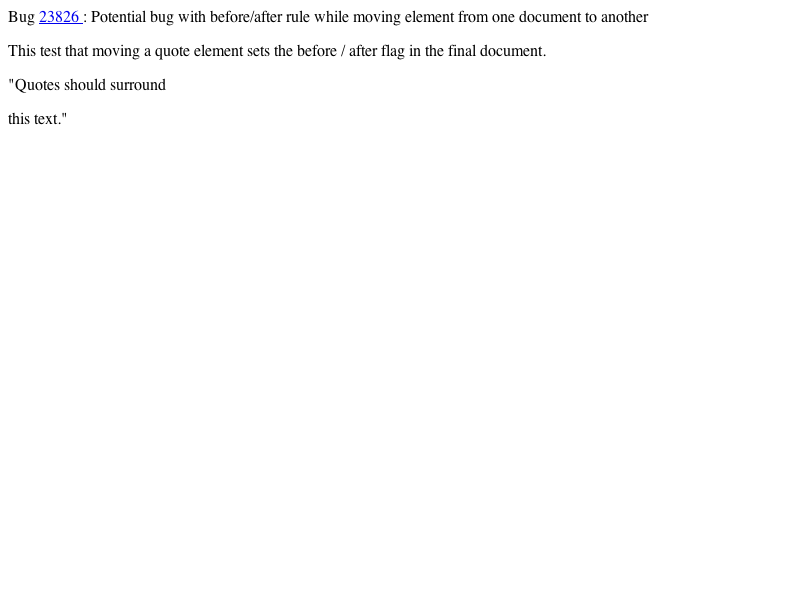 Bug 23826 : Potential bug with before/after rule while moving element from one document to another
This test that moving a quote element sets the before / after flag in the final document.
"Quotes should surround
this text."